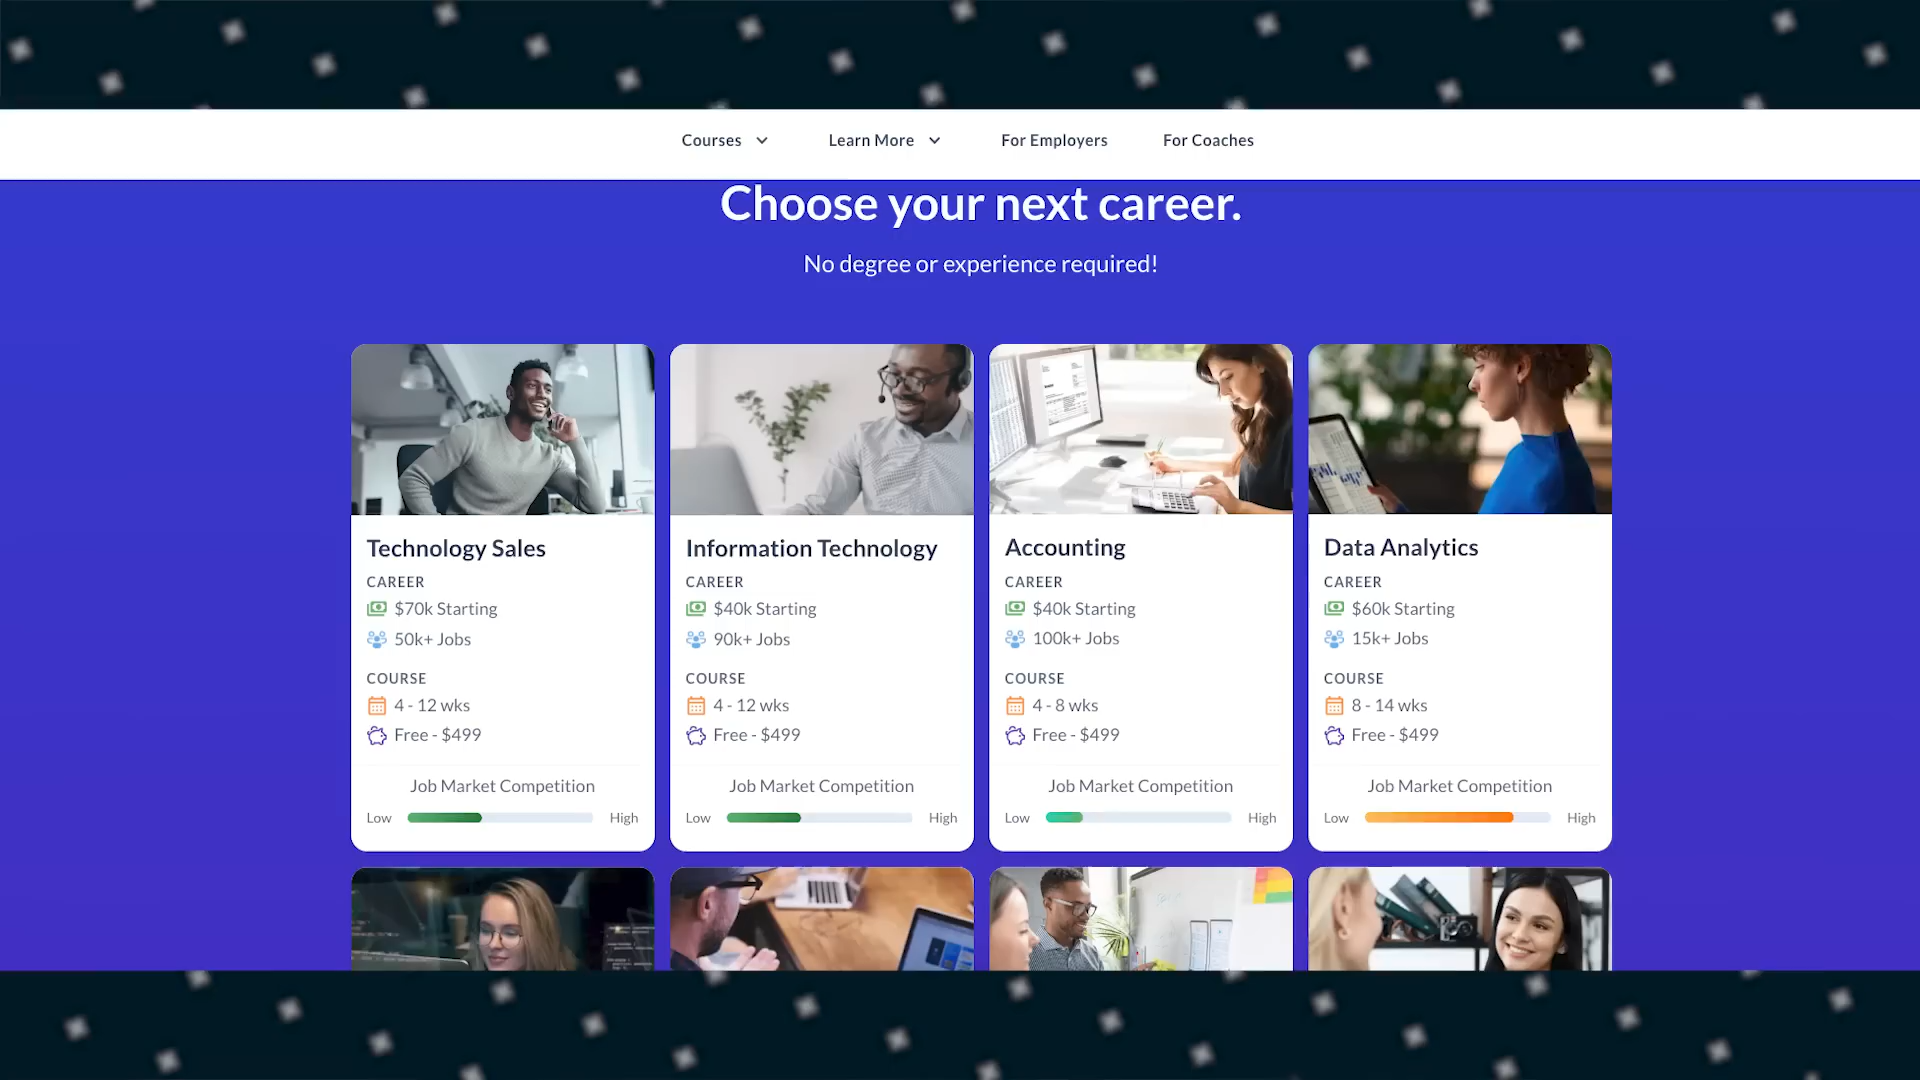 Courses
Learn More
For Employers
For Coaches
Choose your next career.
No degree or experience required!
Technology Sales
CAREER
$70k Starting
50k+ Jobs
COURSE
4 - 12 wks
Free - $499
Job Market Competition
Low
High
Information Technology
CAREER
$40k Starting
90k+ Jobs
COURSE
4 - 12 wks
Free - $499
Job Market Competition
Low
High
Accounting
CAREER
$40k Starting
100k+ Jobs
COURSE
4 - 8 wks
Free - $499
Job Market Competition
Low
High
Data Analytics
CAREER
$60k Starting
15k+ Jobs
COURSE
8 - 14 wks
Free - $499
Job Market Competition
Low
High